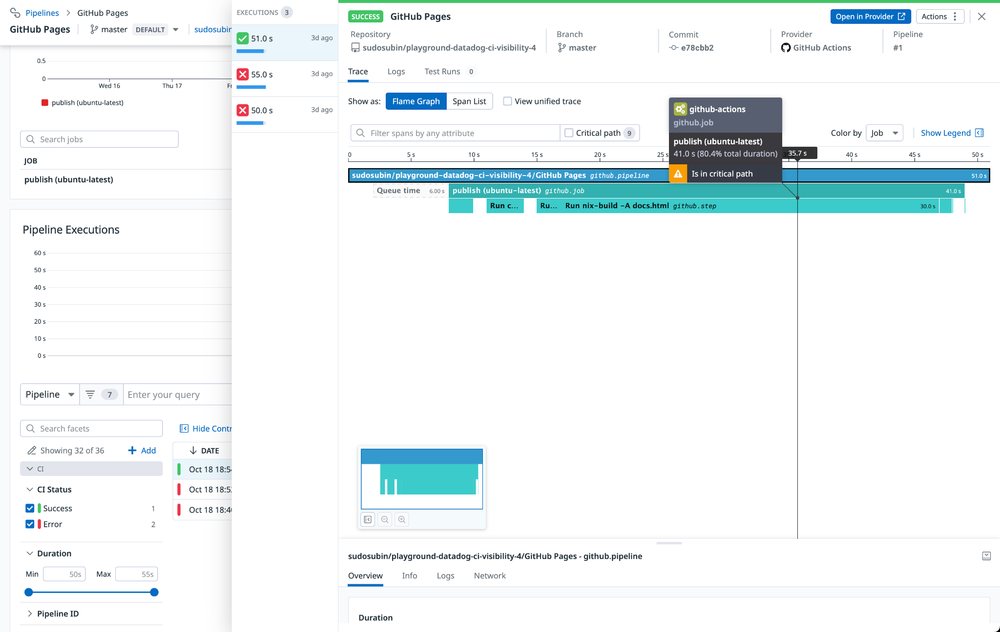 Pipelines > GitHub Pages
GitHub Pages master DEFAULT sudosubin
0.5
0
Wed 16 Thu 17
publish (ubuntu-latest)
Search jobs
JOB
publish (ubuntu-latest)
Pipeline Executions
60 s
50 s
40 s
30 s
20 s
10 s
0 s
Pipeline 7 Enter your query
Search facets
Hide Contr
Showing 32 of 36 + Add
DATE
CI
Oct 18 18:54
CI Status
Oct 18 18:5
Success 1
Oct 18 18:4
Error 2
Duration
Min 50s Max 55s
Pipeline ID
EXECUTIONS 3
51.0 s 3d ago
55.0 s 3d ago
50.0 s 3d ago
SUCCESS GitHub Pages
Open in Provider Actions
Repository Branch Commit Provider Pipeline
sudosubin/playground-datadog-ci-visibility-4 master e78cbb2 GitHub Actions #1
Trace Logs Test Runs 0
Show as: Flame Graph Span List View unified trace
Filter spans by any attribute Critical path 9
Color by Job Show Legend
github-actions
github.job
publish (ubuntu-latest)
41.0 s (80.4% total duration)
Is in critical path
0 5 s 10 s 15 s 20 s 25 s 35.7 s 40 s 45 s 50 s
sudosubin/playground-datadog-ci-visibility-4/GitHub Pages github.pipeline 51.0 s
Queue time 6.00 s publish (ubuntu-latest) github.job 41.0 s
Run c... Ru... Run nix-build -A docs.html github.step 30.0 s
sudosubin/playground-datadog-ci-visibility-4/GitHub Pages - github.pipeline
Overview Info Logs Network
Duration